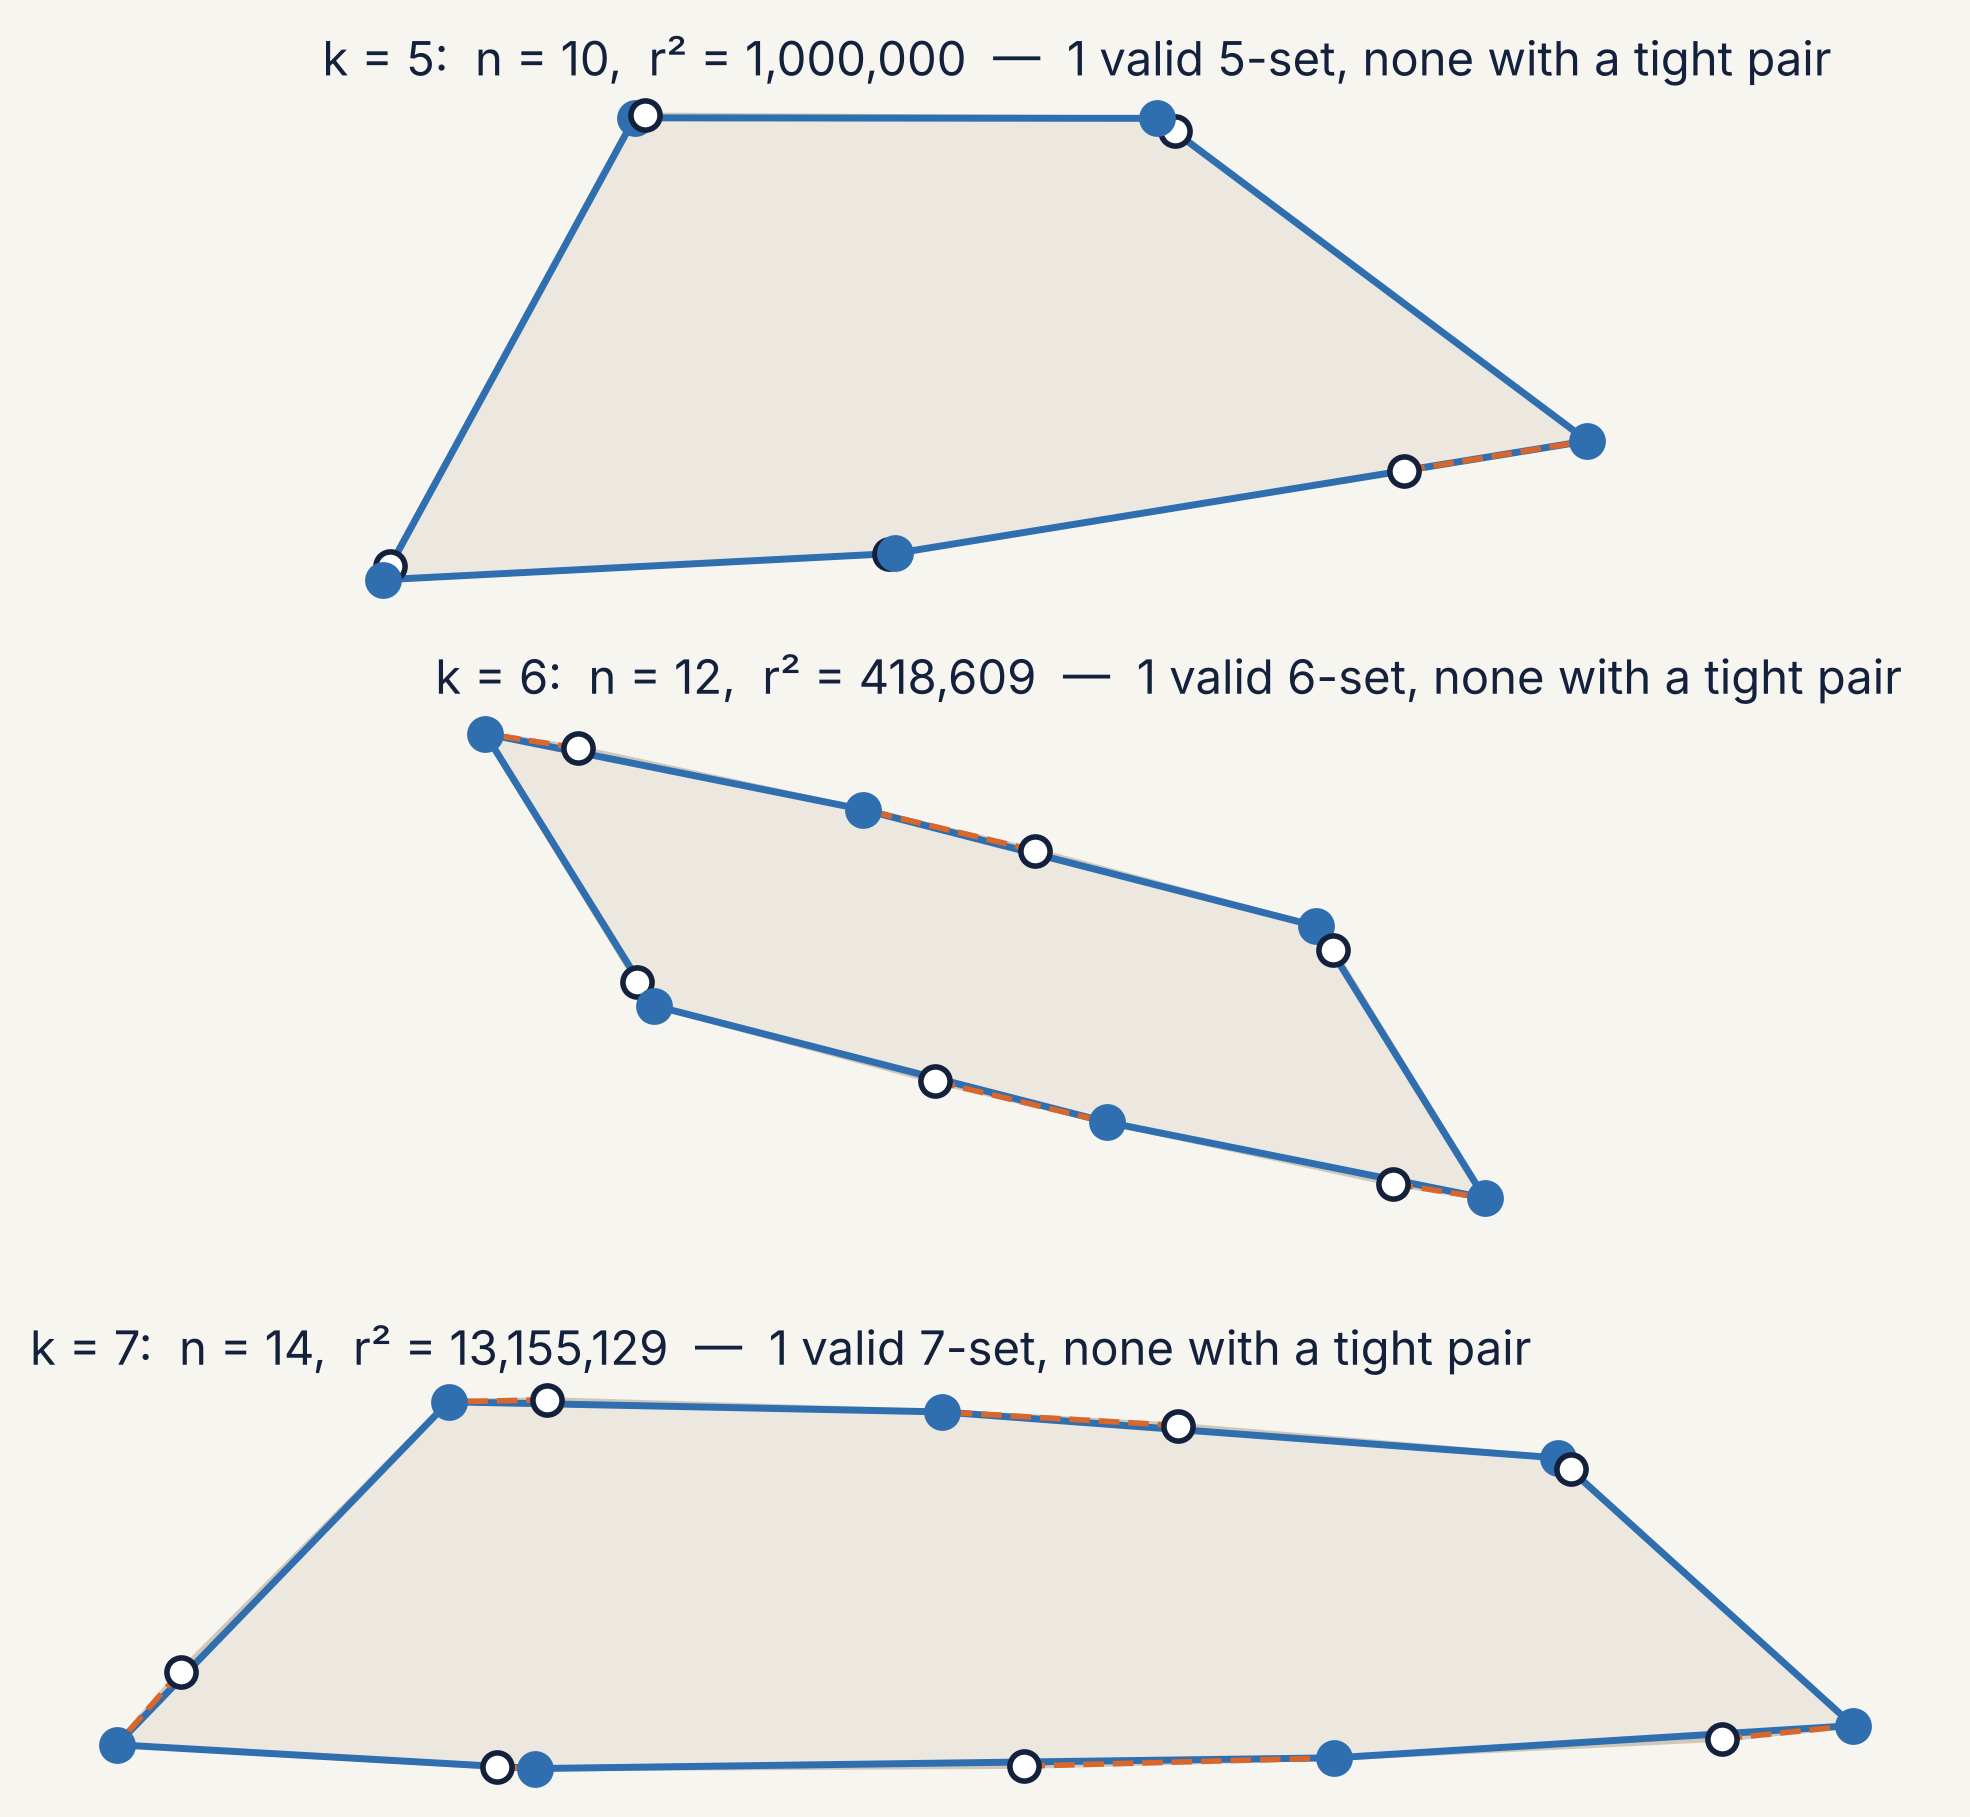 k = 5: n = 10, r² = 1,000,000 — 1 valid 5-set, none with a tight pair
k = 6: n = 12, r² = 418,609 — 1 valid 6-set, none with a tight pair
k = 7: n = 14, r² = 13,155,129 — 1 valid 7-set, none with a tight pair